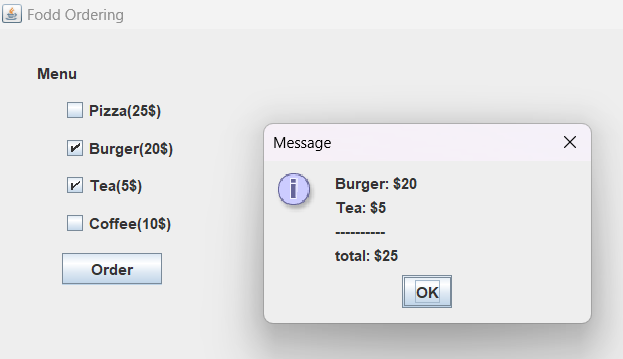 Fodd Ordering
Menu
Pizza(25$)
Burger(20$)
Tea(5$)
Coffee(10$)
Order
Message
Burger: $20
Tea: $5
----------
total: $25
OK